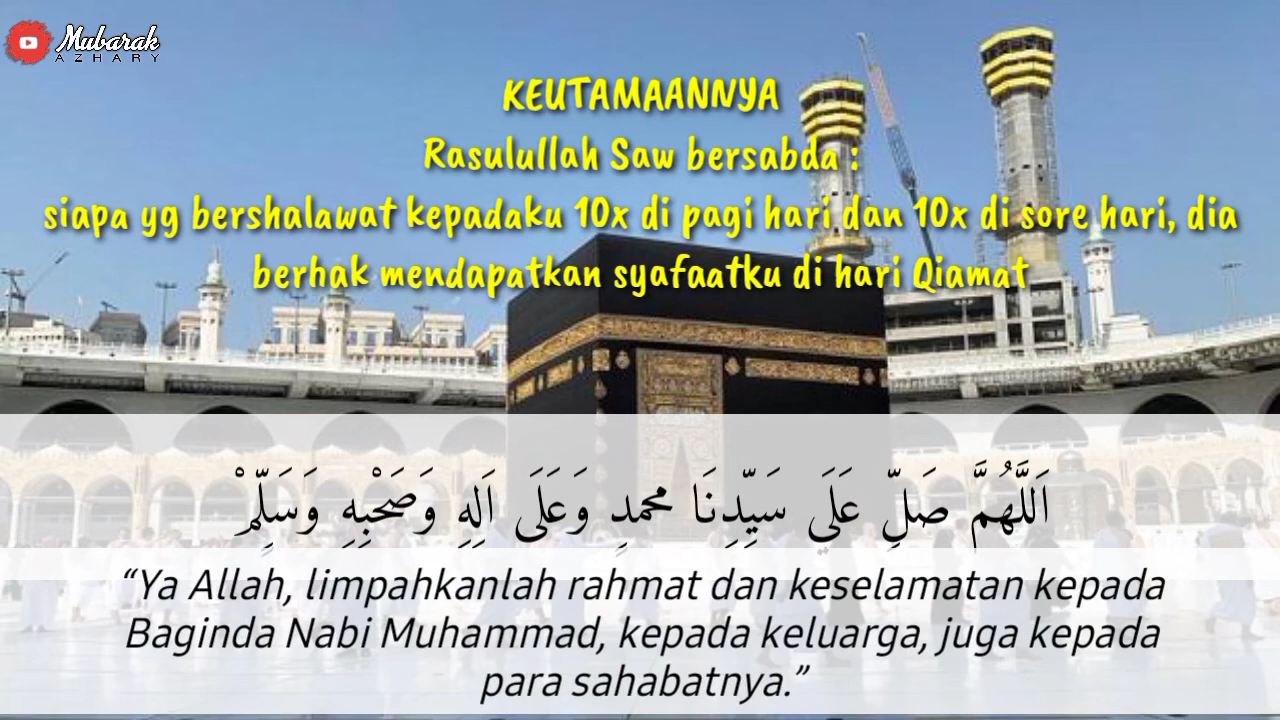 Mubarak
AZHARY
KEUTAMAANNYA
Rasulullah Saw bersabda :
siapa yg bershalawat kepadaku 10x di pagi hari dan 10x di sore hari, dia
berhak mendapatkan syafaatku di hari Qiamat
اَللَّهُمَّ صَلِّ عَلَي سَيِّدِنَا محمدٍ وَعَلَى اَلِهِ وَصَحْبِهِ وَسَلِّمْ
“Ya Allah, limpahkanlah rahmat dan keselamatan kepada
Baginda Nabi Muhammad, kepada keluarga, juga kepada
para sahabatnya.”